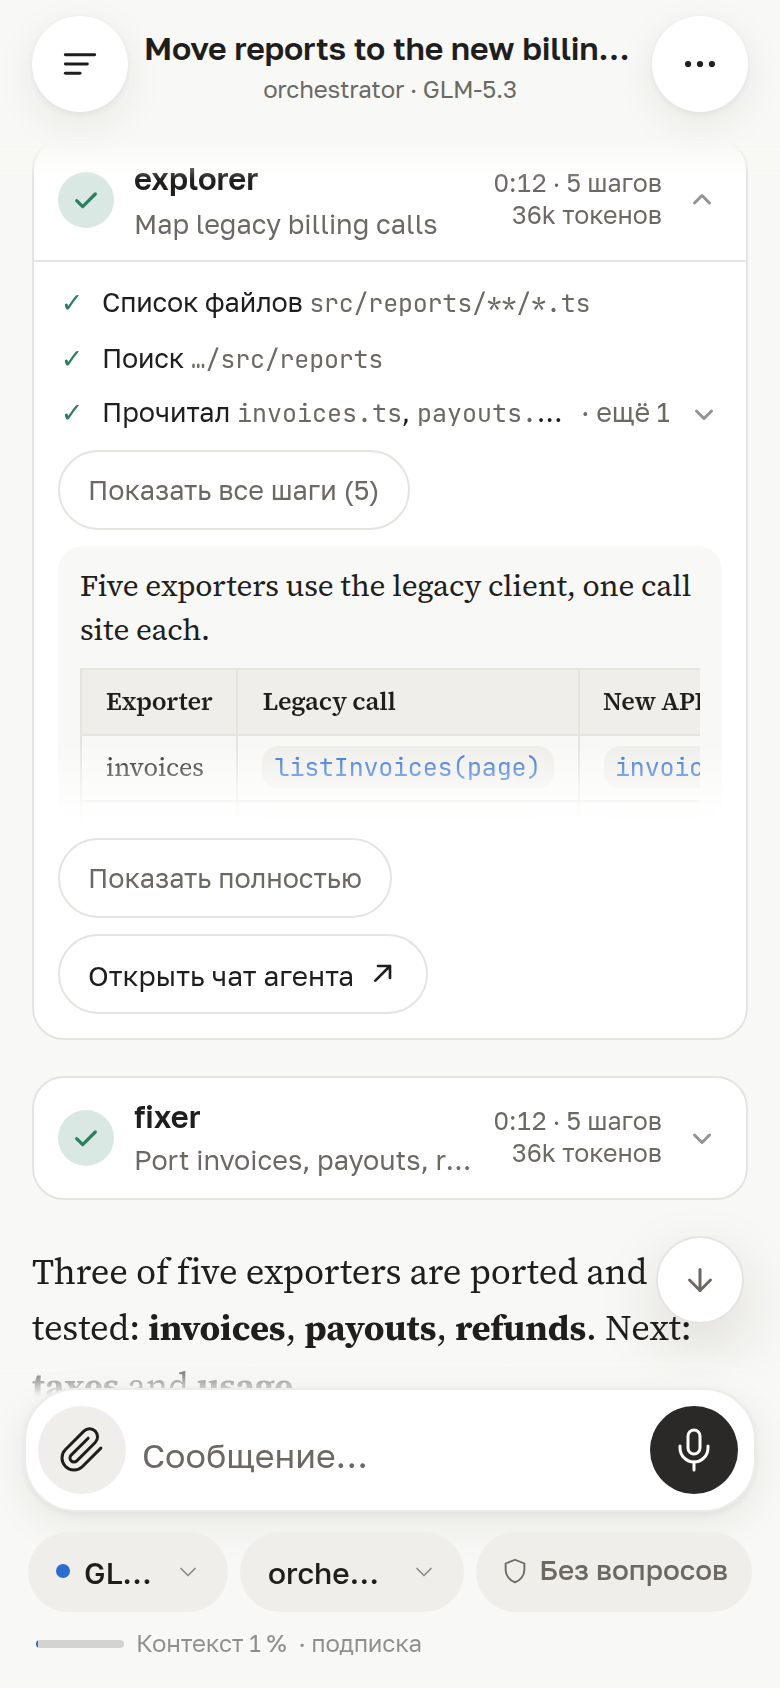 Move reports to the new billin...
orchestrator · GLM-5.3
explorer
0:12 · 5 шагов
Map legacy billing calls
36k токенов
✓ Список файлов src/reports/**/*.ts
✓ Поиск …/src/reports
✓ Прочитал invoices.ts, payouts.... · ещё 1
Показать все шаги (5)
Five exporters use the legacy client, one call
site each.
Exporter Legacy call New API
invoices listInvoices(page) invoic
Показать полностью
Открыть чат агента
fixer
0:12 · 5 шагов
Port invoices, payouts, r...
36k токенов
Three of five exporters are ported and
tested: invoices, payouts, refunds. Next:
taxes and usage
Сообщение...
GL... orche... Без вопросов
Контекст 1 % · подписка